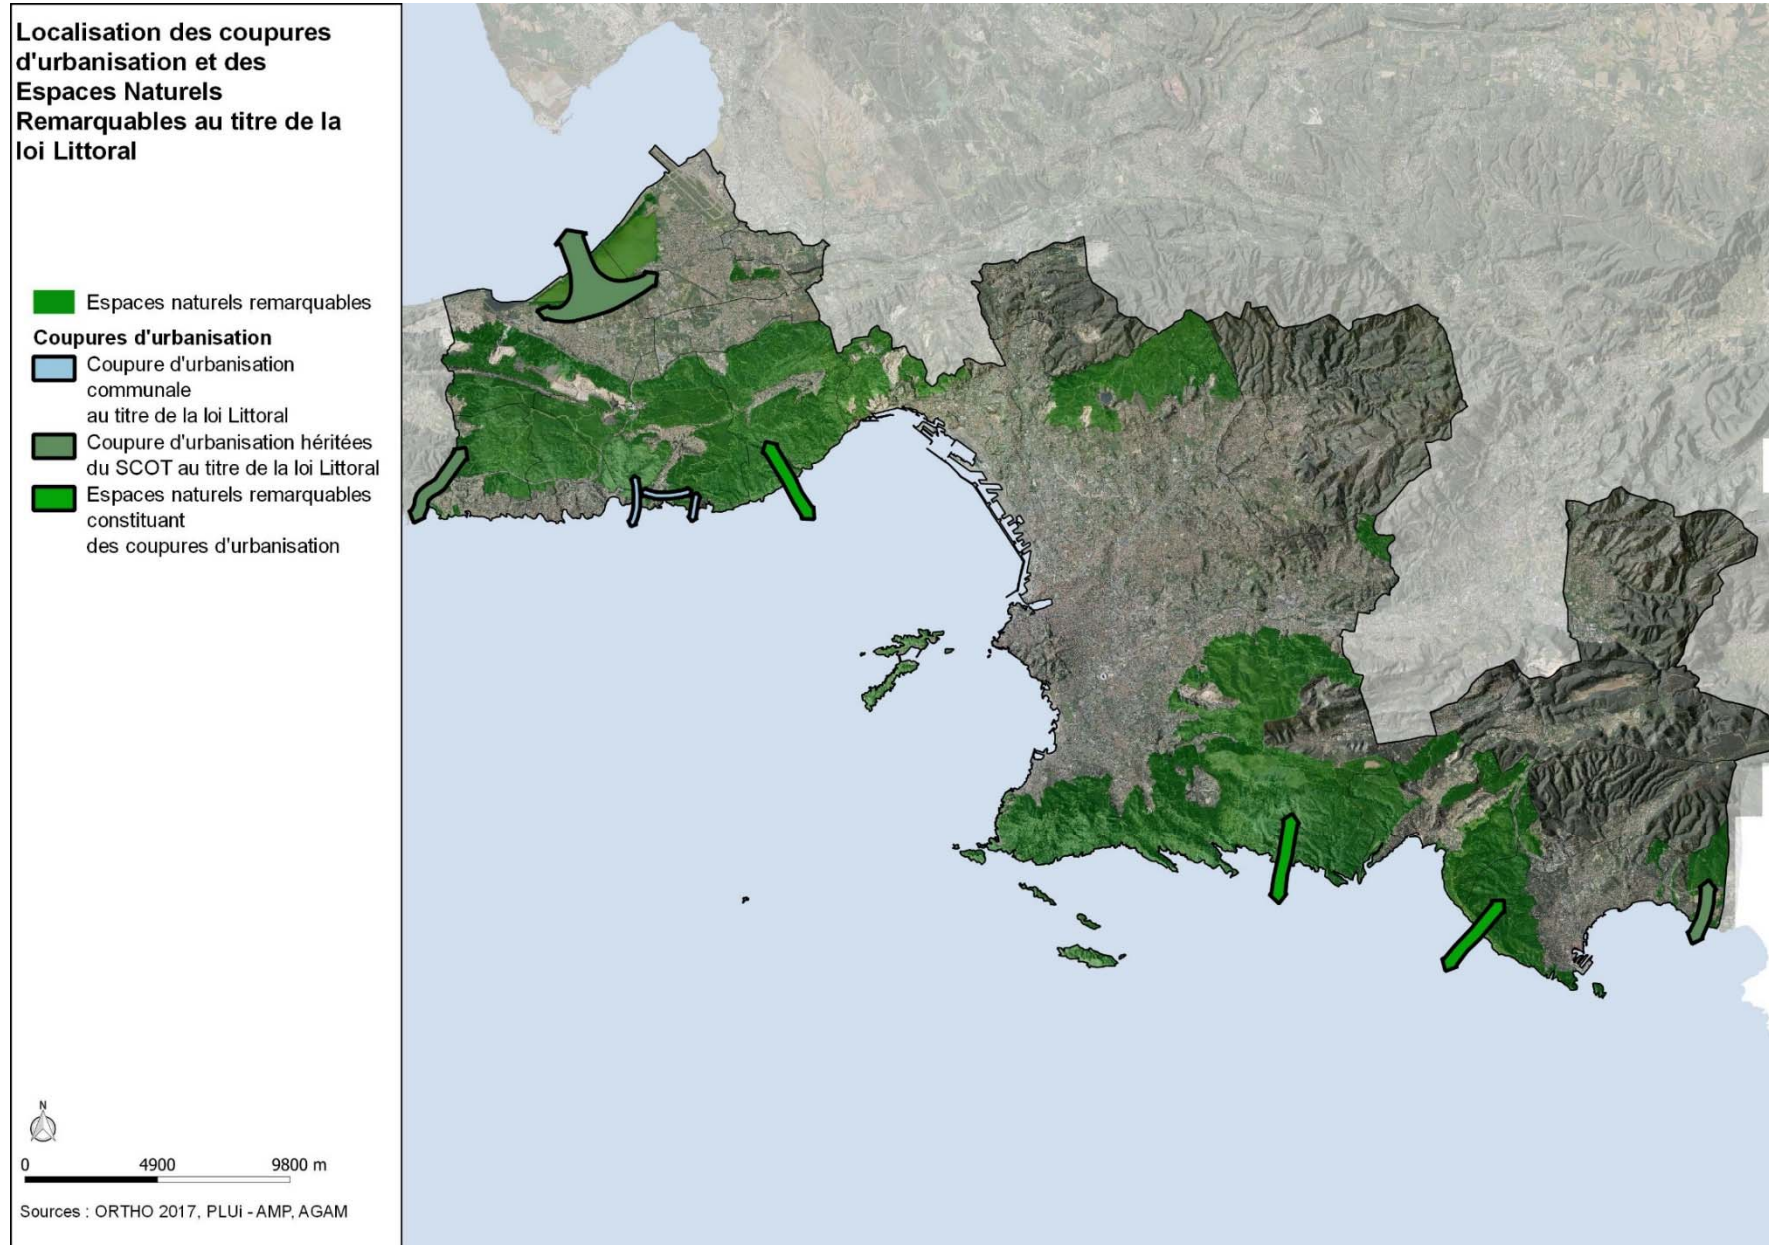 Localisation des coupures
d'urbanisation et des
Espaces Naturels
Remarquables au titre de la
loi Littoral
Espaces naturels remarquables
Coupures d'urbanisation
Coupure d'urbanisation
communale
au titre de la loi Littoral
Coupure d'urbanisation héritées
du SCOT au titre de la loi Littoral
Espaces naturels remarquables
constituant
des coupures d'urbanisation
N
0 4900 9800 m
Sources : ORTHO 2017, PLUi - AMP, AGAM